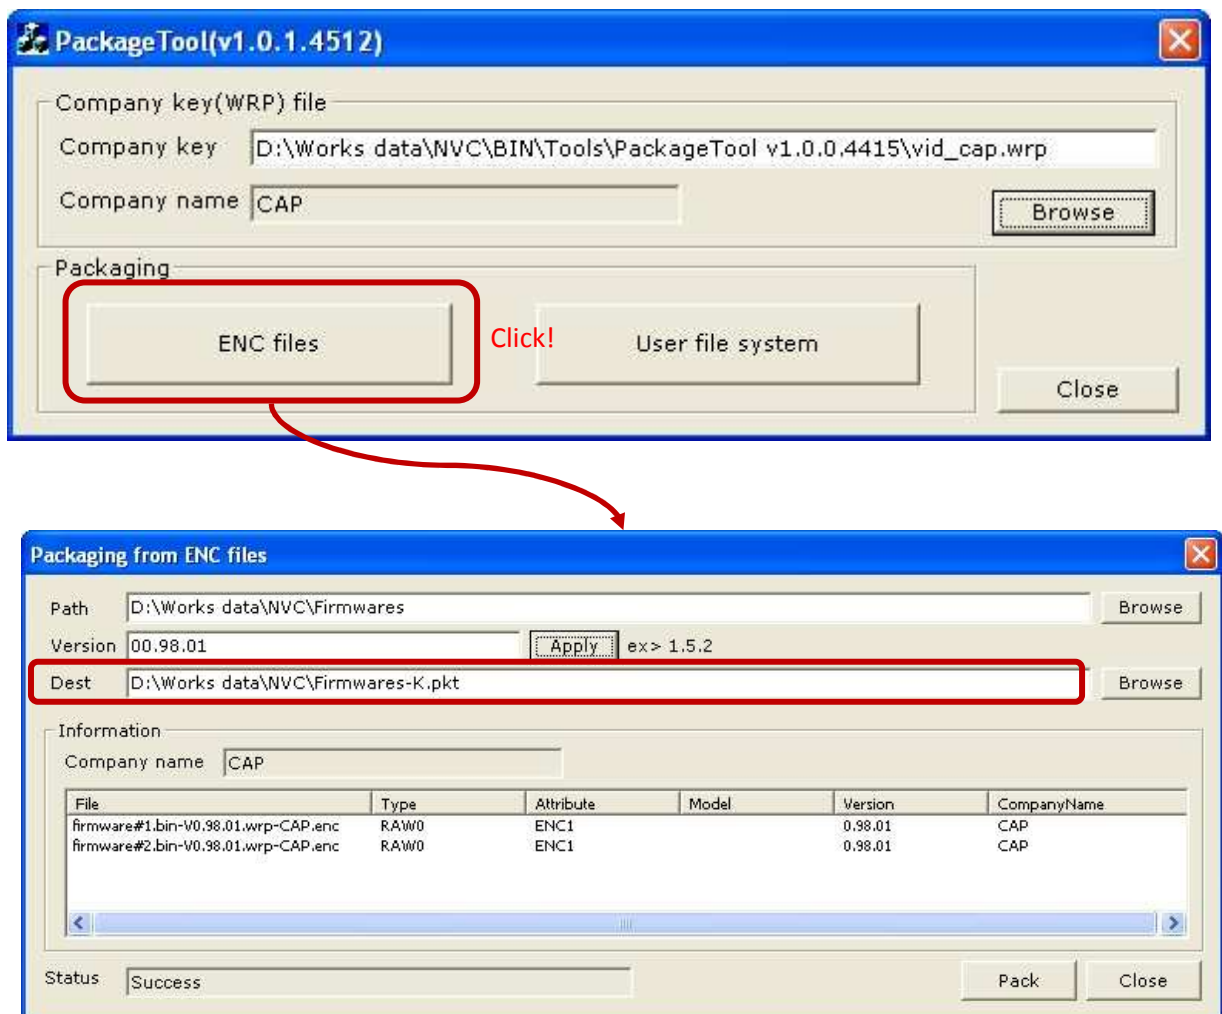 PackageTool(v1.0.1.4512)
Company key(WRP) file
Company key D:\Works data\NVC\BIN\Tools\PackageTool v1.0.0.4415\vid_cap.wrp
Company name CAP Browse
Packaging
ENC files Click! User file system
Close
Packaging from ENC files
Path D:\Works data\NVC\Firmwares Browse
Version 00.98.01 Apply ex> 1.5.2
Dest D:\Works data\NVC\Firmwares-K.pkt Browse
Information
Company name CAP
File Type Attribute Model Version CompanyName
firmware#1.bin-V0.98.01.wrp-CAP.enc RAW0 ENC1 0.98.01 CAP
firmware#2.bin-V0.98.01.wrp-CAP.enc RAW0 ENC1 0.98.01 CAP
Status Success Pack Close